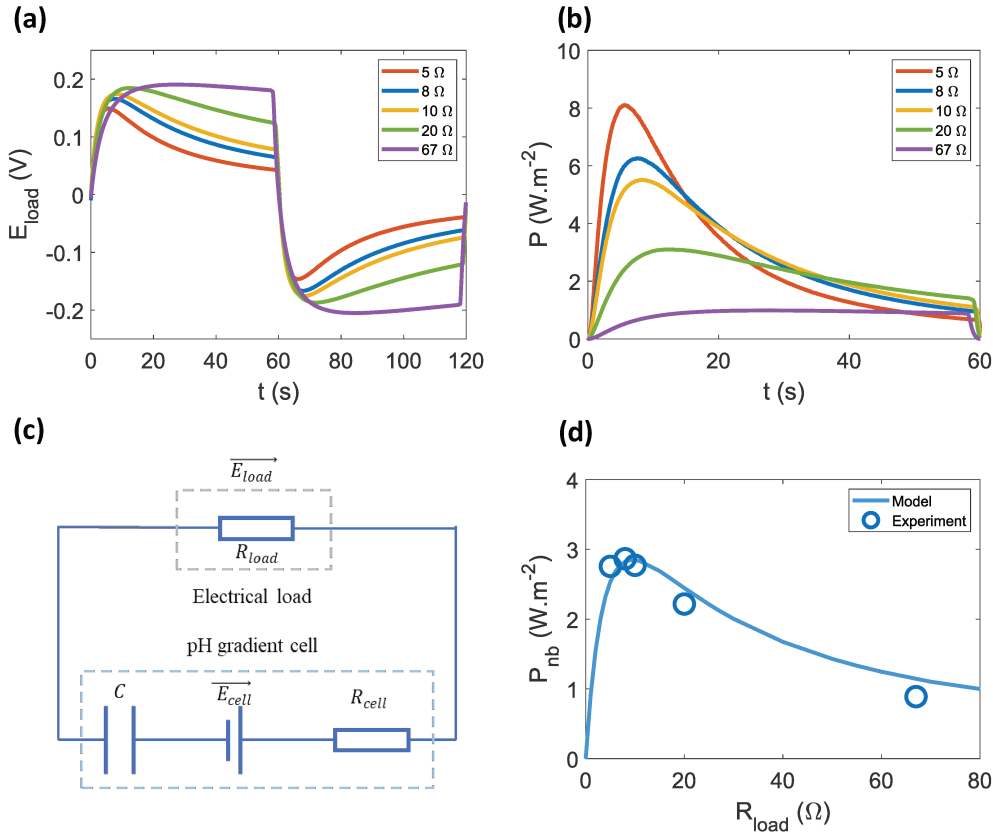 (a)
E_load (V)
0.2
0.1
0
-0.1
-0.2
0 20 40 60 80 100 120
t (s)
5 Ω
8 Ω
10 Ω
20 Ω
67 Ω
(b)
P (W.m⁻²)
10
8
6
4
2
0
0 20 40 60
t (s)
5 Ω
8 Ω
10 Ω
20 Ω
67 Ω
(c)
E_load
R_load
Electrical load
pH gradient cell
C
E_cell
R_cell
(d)
P_nb (W.m⁻²)
4
3
2
1
0
0 20 40 60 80
R_load (Ω)
Model
Experiment